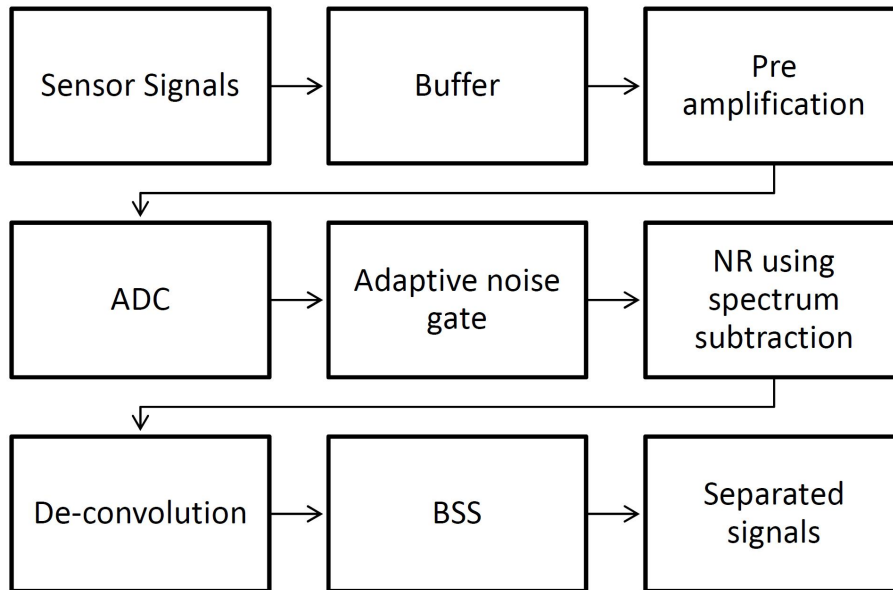 Sensor Signals
Buffer
Pre
amplification
ADC
Adaptive noise
gate
NR using
spectrum
subtraction
De-convolution
BSS
Separated
signals